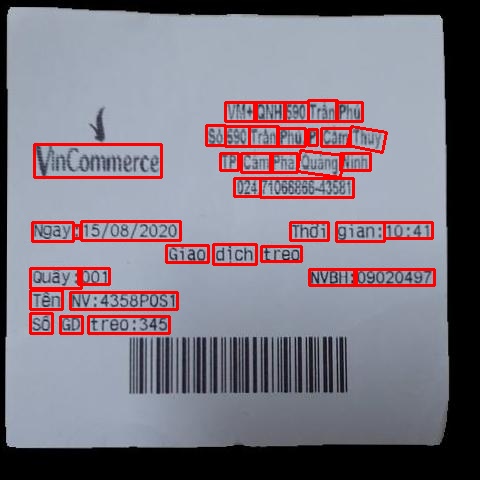 VM+ QNH 590 Trần Phú
Số 590 Trần Phú P Cẩm Thủy
VinCommerce
TP Cẩm Phả Quảng Ninh
024.71066866-43581
Ngày:15/08/2020 Thời gian:10:41
Giao dịch treo
Quầy:001 NVBH:09020497
Tên NV:4358POS1
Số GD treo:345